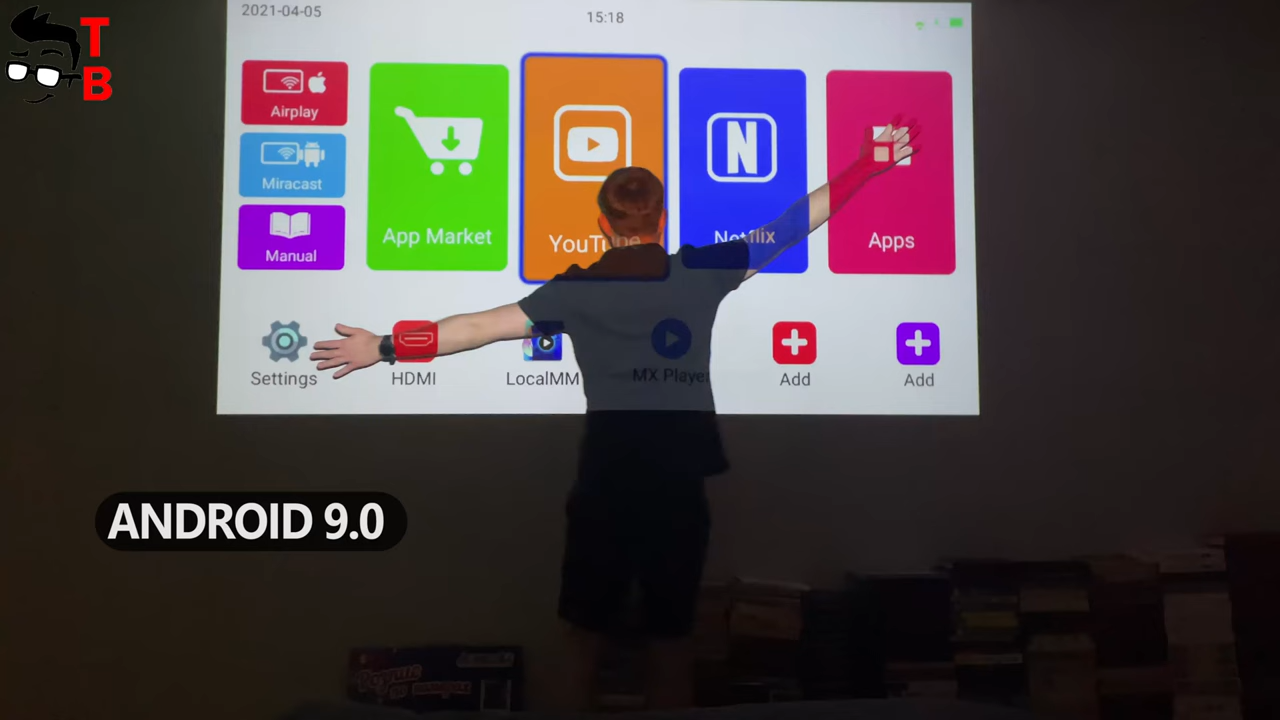 2021-04-05
15:18
T
B
Airplay
Miracast
Manual
App Market
YouTube
N
Netflix
Apps
Settings
HDMI
LocalMM
MX Player
Add
Add
ANDROID 9.0